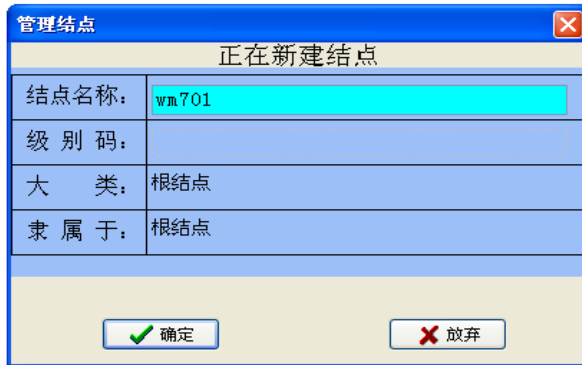 管理结点
正在新建结点
结点名称: wm701
级 别 码:
大 类: 根结点
隶 属 于: 根结点
确定 放弃